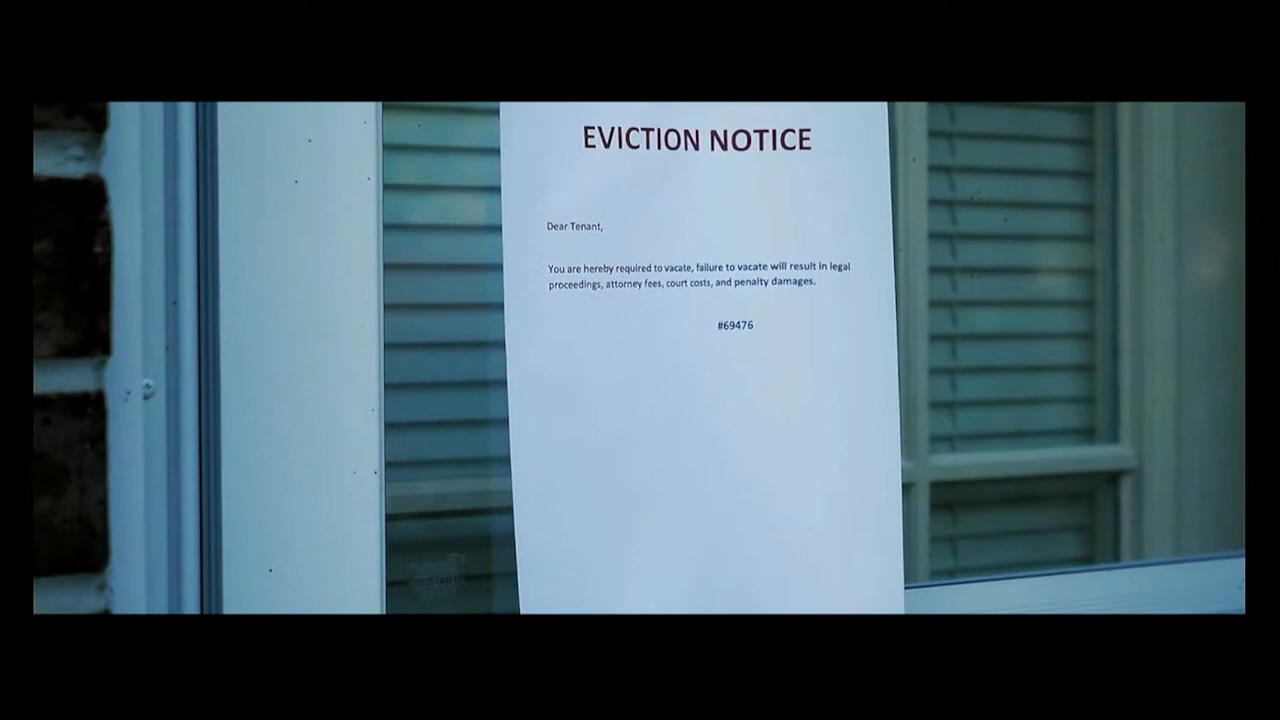 EVICTION NOTICE
Dear Tenant,
You are hereby required to vacate, failure to vacate will result in legal
proceedings, attorney fees, court costs, and penalty damages.
#69476